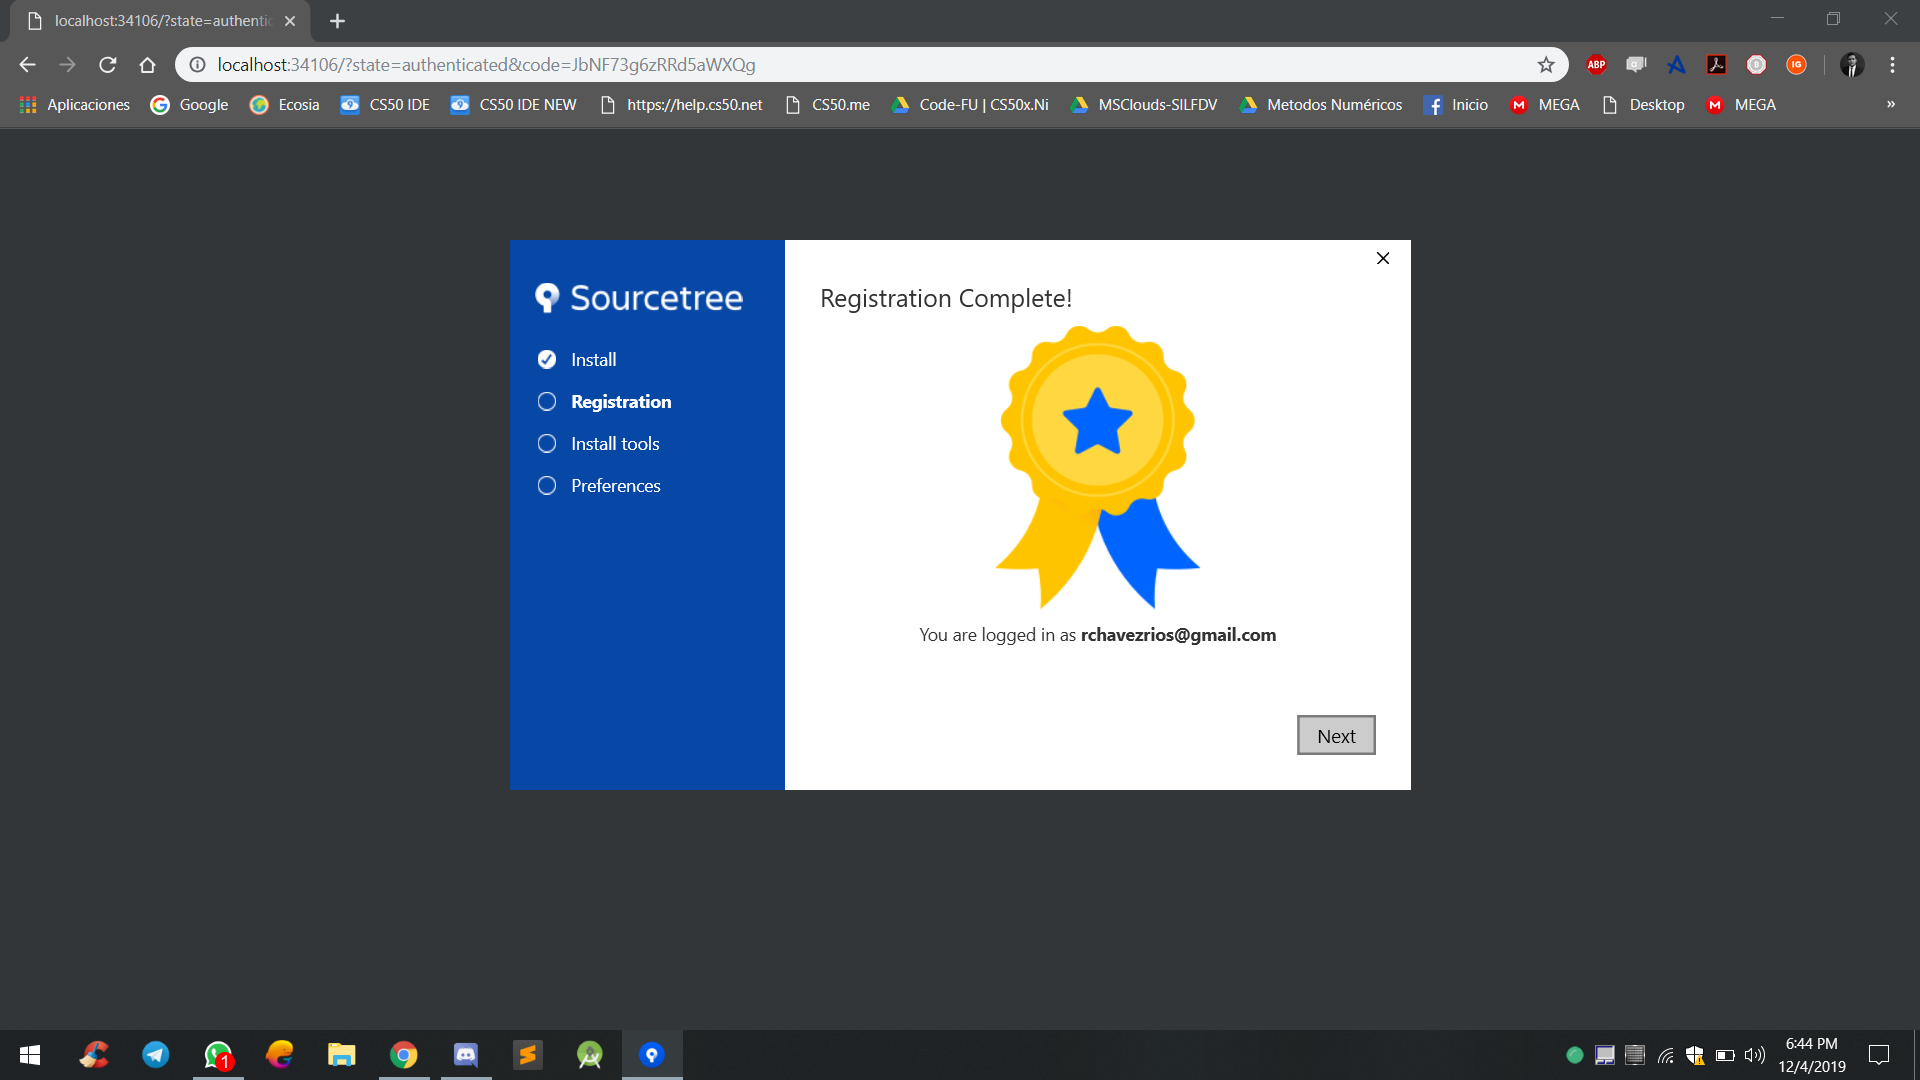 localhost:34106/?state=authentic
localhost:34106/?state=authenticated&code=JbNF73g6zRRd5aWXQg
ABP
IG
Aplicaciones
Google
Ecosia
CS50 IDE
CS50 IDE NEW
https://help.cs50.net
CS50.me
Code-FU | CS50x.Ni
MSClouds-SILFDV
Metodos Numéricos
Inicio
MEGA
Desktop
MEGA
»
Sourcetree
Install
Registration
Install tools
Preferences
Registration Complete!
You are logged in as rchavezrios@gmail.com
Next
1
6:44 PM
12/4/2019